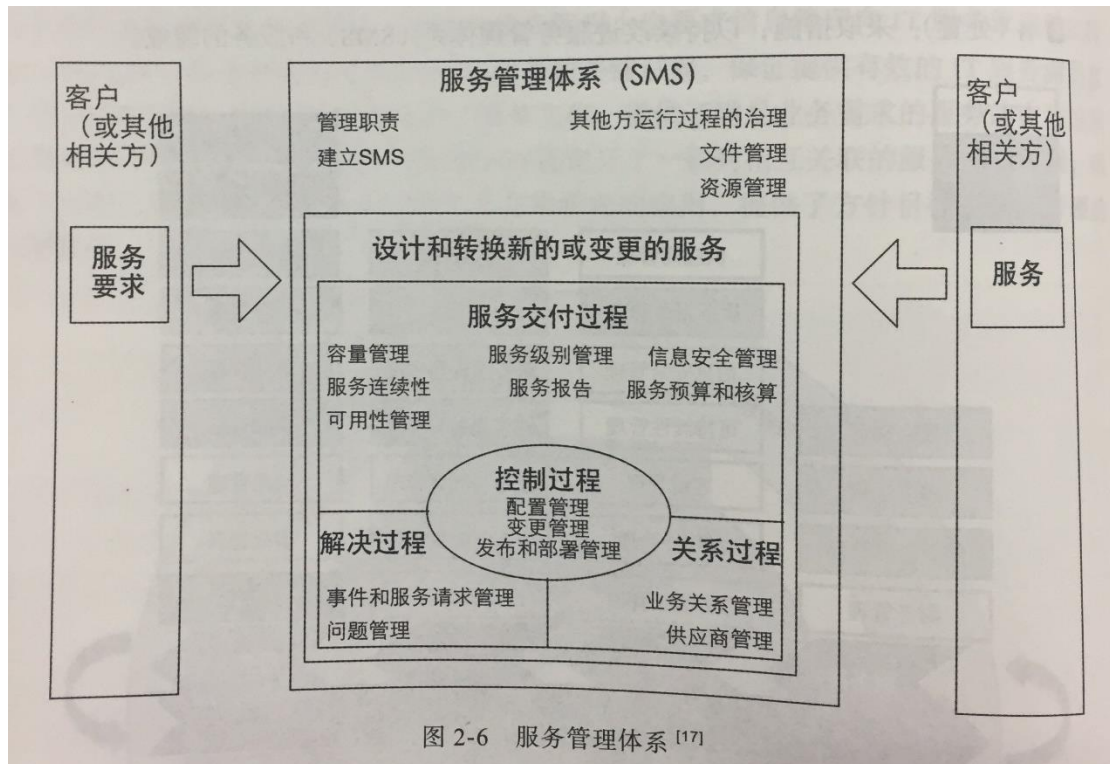 客户
（或其他
相关方）
服务
要求
服务管理体系（SMS）
管理职责
建立SMS
其他方运行过程的治理
文件管理
资源管理
设计和转换新的或变更的服务
服务交付过程
容量管理
服务连续性
可用性管理
服务级别管理
服务报告
信息安全管理
服务预算和核算
控制过程
配置管理
变更管理
发布和部署管理
解决过程
事件和服务请求管理
问题管理
关系过程
业务关系管理
供应商管理
客户
（或其他
相关方）
服务
图 2-6 服务管理体系 [17]